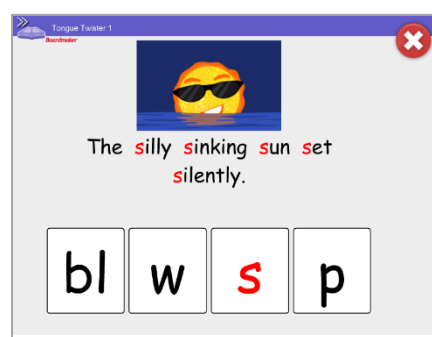 Tongue Twister 1
Boardmaker
The silly sinking sun set
silently.
bl w s p